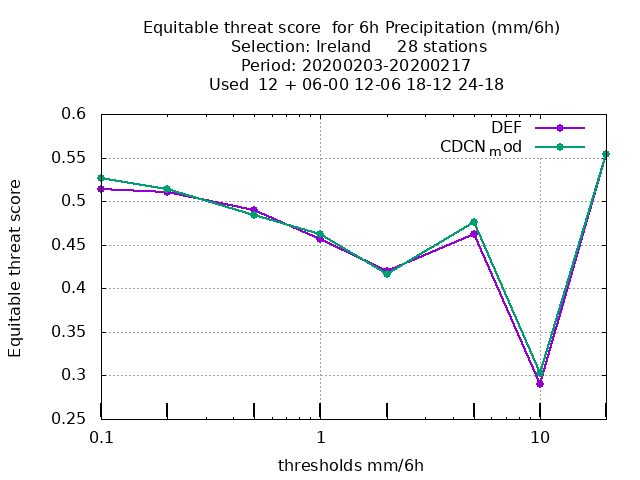 Equitable threat score  for 6h Precipitation (mm/6h)
Selection: Ireland     28 stations
Period: 20200203-20200217
Used  12 + 06-00 12-06 18-12 24-18
DEF
CDCNmod
Equitable threat score
0.6
0.55
0.5
0.45
0.4
0.35
0.3
0.25
0.1 1 10
thresholds mm/6h